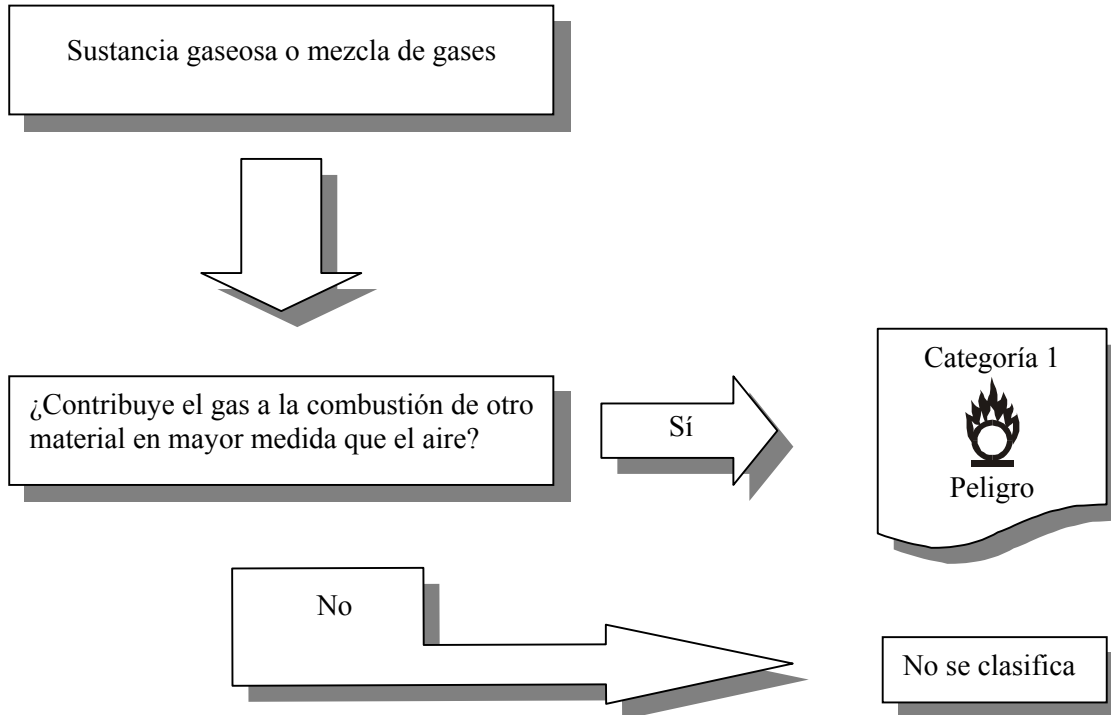 Sustancia gaseosa o mezcla de gases
¿Contribuye el gas a la combustión de otro
material en mayor medida que el aire?
Sí
Categoría 1
Peligro
No
No se clasifica